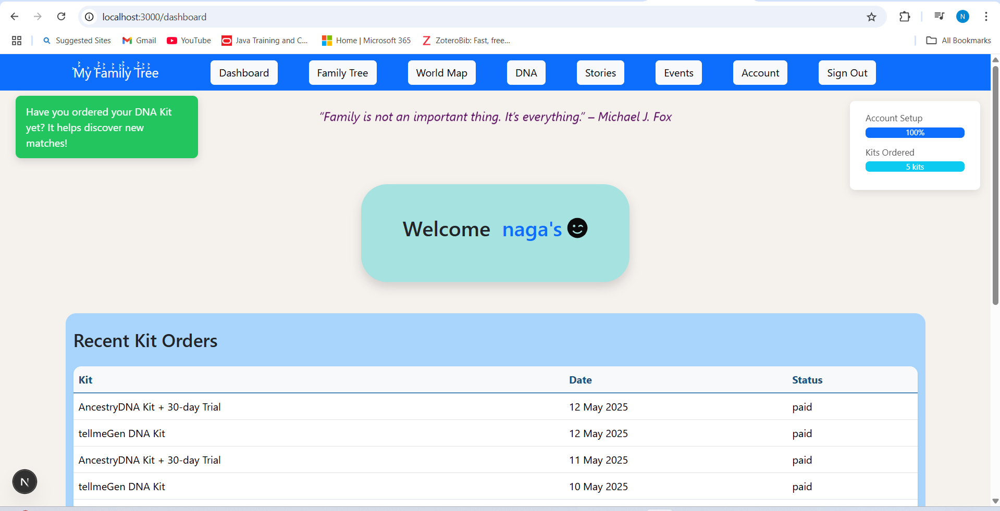 localhost:3000/dashboard
N
Suggested Sites
Gmail
YouTube
Java Training and C...
Home | Microsoft 365
ZoteroBib: Fast, free...
All Bookmarks
My Family Tree
Dashboard
Family Tree
World Map
DNA
Stories
Events
Account
Sign Out
Have you ordered your DNA Kit
yet? It helps discover new
matches!
“Family is not an important thing. It’s everything.” – Michael J. Fox
Account Setup
100%
Kits Ordered
5 kits
Welcome naga's
Recent Kit Orders
Kit Date Status
AncestryDNA Kit + 30-day Trial 12 May 2025 paid
tellmeGen DNA Kit 12 May 2025 paid
AncestryDNA Kit + 30-day Trial 11 May 2025 paid
tellmeGen DNA Kit 10 May 2025 paid
N